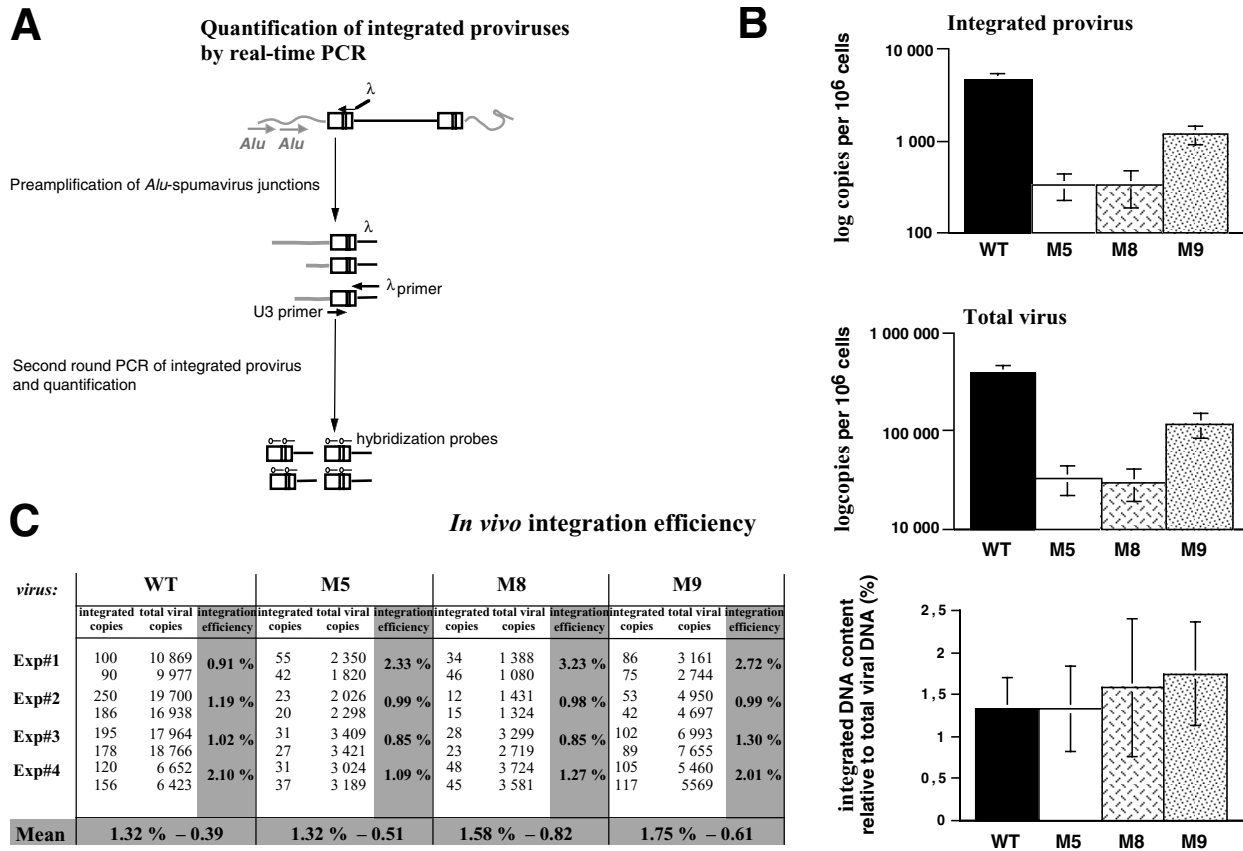 A
Quantification of integrated proviruses
by real-time PCR
λ
Alu Alu
Preamplification of Alu-spumavirus junctions
λ
λ primer
U3 primer
Second round PCR of integrated provirus
and quantification
hybridization probes
B
Integrated provirus
log copies per 10⁶ cells
10 000
1 000
100
WT M5 M8 M9
Total virus
logcopies per 10⁶ cells
1 000 000
100 000
10 000
WT M5 M8 M9
integrated DNA content
relative to total viral DNA (%)
2,5
2
1,5
1
0,5
0
WT M5 M8 M9
C
In vivo integration efficiency
virus: WT M5 M8 M9
integrated total viral integration integrated total viral integration integrated total viral integration integrated total viral integration
copies copies efficiency copies copies efficiency copies copies efficiency copies copies efficiency
Exp#1 100 10 869 0.91 % 55 2 350 2.33 % 34 1 388 3.23 % 86 3 161 2.72 %
90 9 977 42 1 820 46 1 080 75 2 744
Exp#2 250 19 700 1.19 % 23 2 026 0.99 % 12 1 431 0.98 % 53 4 950 0.99 %
186 16 938 20 2 298 15 1 324 42 4 697
Exp#3 195 17 964 1.02 % 31 3 409 0.85 % 28 3 299 0.85 % 102 6 993 1.30 %
178 18 766 27 3 421 23 2 719 89 7 655
Exp#4 120 6 652 2.10 % 31 3 024 1.09 % 48 3 724 1.27 % 105 5 460 2.01 %
156 6 423 37 3 189 45 3 581 117 5569
Mean 1.32 % – 0.39 1.32 % – 0.51 1.58 % – 0.82 1.75 % – 0.61